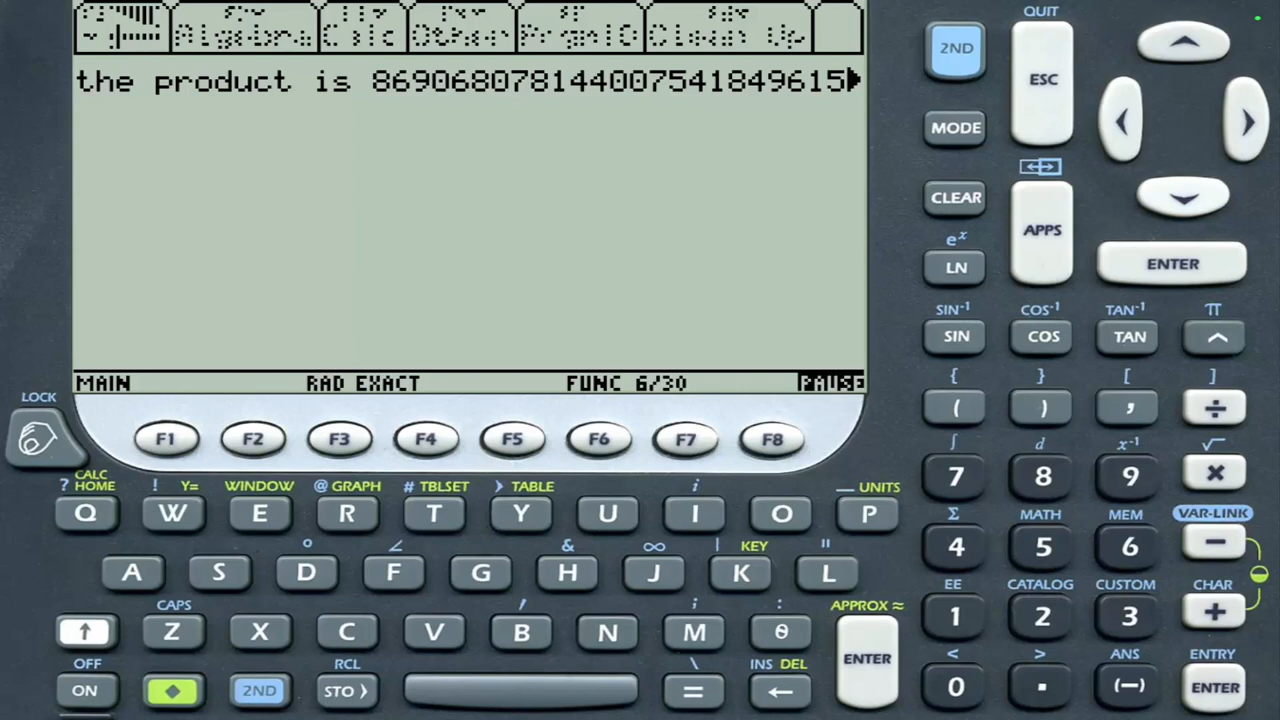 Algebra Calc Other PrgmIO Clean Up
the product is 869068078144007541849615▶
MAIN RAD EXACT FUNC 6/30 PAUSE
QUIT
2ND ESC
MODE
CLEAR APPS
eˣ
LN ENTER
SIN⁻¹ COS⁻¹ TAN⁻¹ π
SIN COS TAN ^
{ } [ ]
( ) , ÷
∫ d x⁻¹ √
7 8 9 ×
Σ MATH MEM VAR-LINK
4 5 6 −
EE CATALOG CUSTOM CHAR
1 2 3 +
< > ANS ENTRY
0 . (−) ENTER
LOCK
F1 F2 F3 F4 F5 F6 F7 F8
? CALC HOME ! Y= WINDOW @ GRAPH # TBLSET › TABLE i _ UNITS
Q W E R T Y U I O P
° ∠ & ∞ | KEY "
A S D F G H J K L
CAPS ' ; : APPROX ≈
↑ Z X C V B N M θ ENTER
OFF RCL \ INS DEL
ON ◆ 2ND STO› = ←